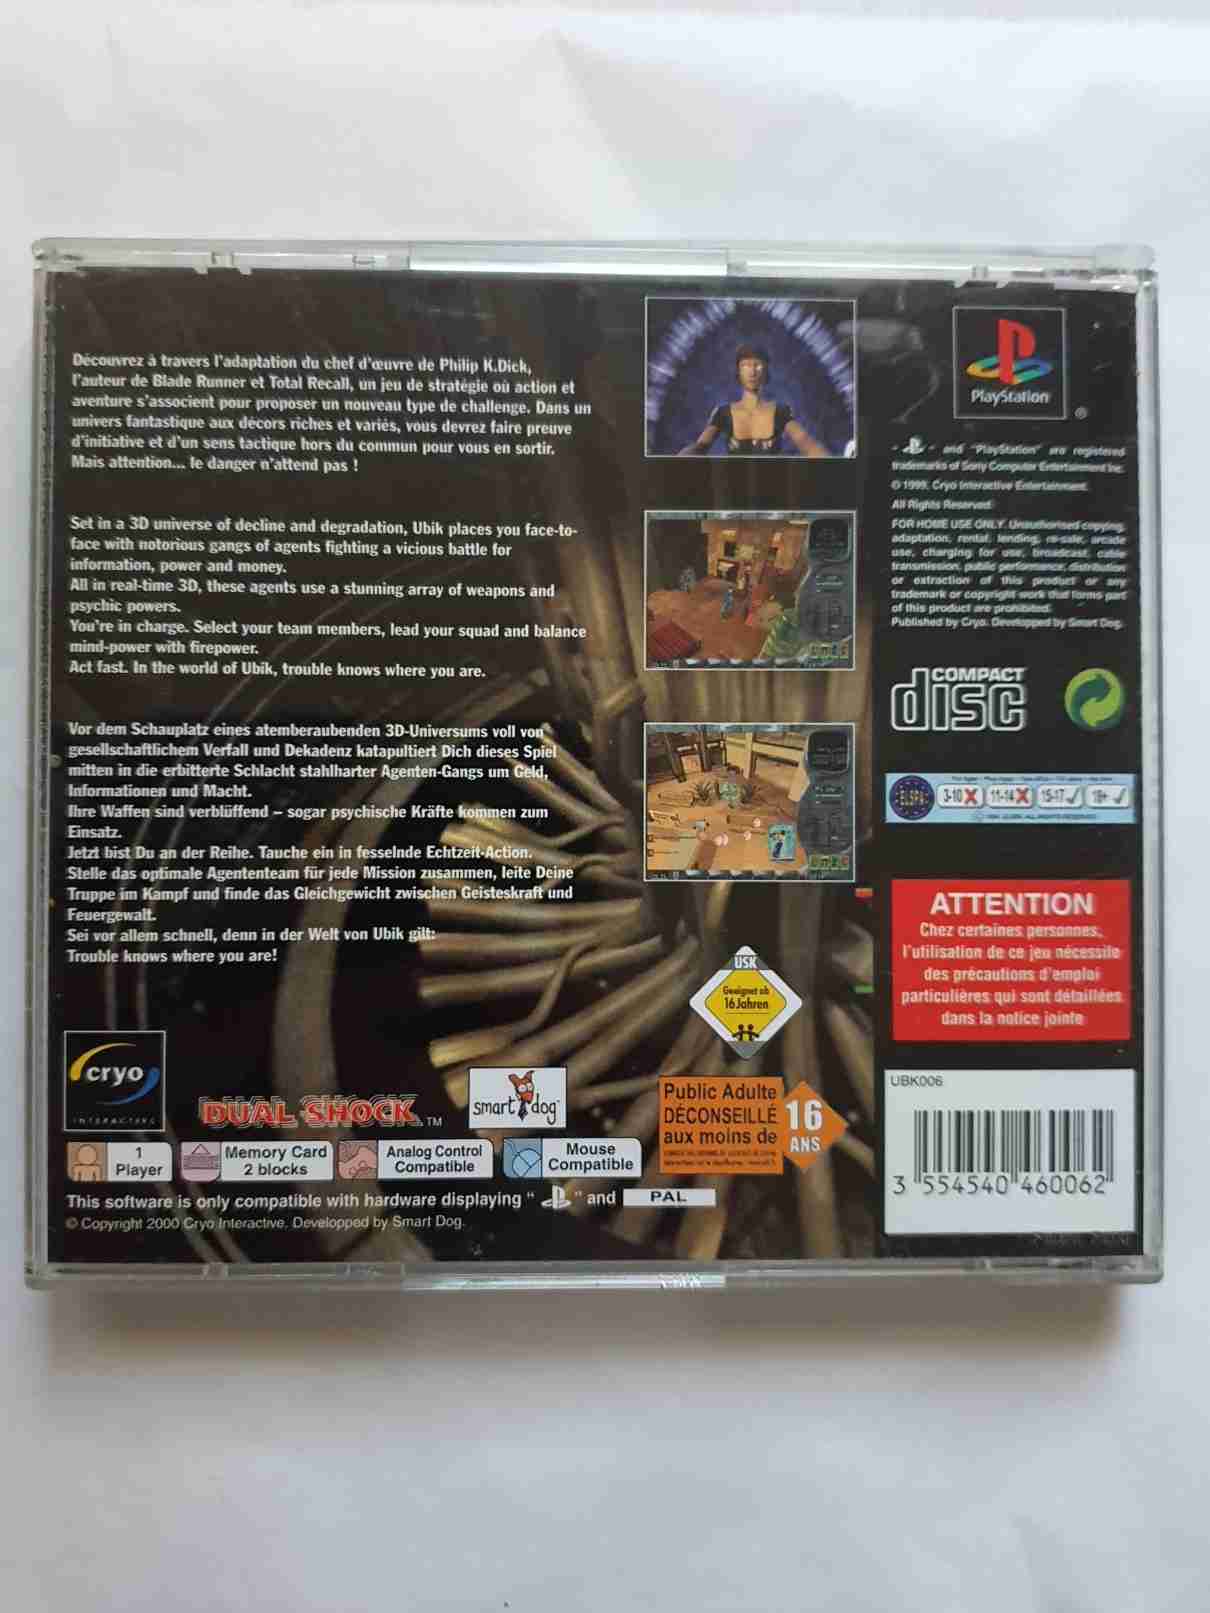 Découvrez à travers l'adaptation du chef d'œuvre de Philip K.Dick,
l'auteur de Blade Runner et Total Recall, un jeu de stratégie où action et
aventure s'associent pour proposer un nouveau type de challenge. Dans un
univers fantastique aux décors riches et variés, vous devrez faire preuve
d'initiative et d'un sens tactique hors du commun pour vous en sortir.
Mais attention... le danger n'attend pas !
Set in a 3D universe of decline and degradation, Ubik places you face-to-
face with notorious gangs of agents fighting a vicious battle for
information, power and money.
All in real-time 3D, these agents use a stunning array of weapons and
psychic powers.
You're in charge. Select your team members, lead your squad and balance
mind-power with firepower.
Act fast. In the world of Ubik, trouble knows where you are.
Vor dem Schauplatz eines atemberaubenden 3D-Universums voll von
gesellschaftlichem Verfall und Dekadenz katapultiert Dich dieses Spiel
mitten in die erbitterte Schlacht stahlharter Agenten-Gangs um Geld,
Informationen und Macht.
Ihre Waffen sind verblüffend – sogar psychische Kräfte kommen zum
Einsatz.
Jetzt bist Du an der Reihe. Tauche ein in fesselnde Echtzeit-Action.
Stelle das optimale Agententeam für jede Mission zusammen, leite Deine
Truppe im Kampf und finde das Gleichgewicht zwischen Geisteskraft und
Feuergewalt.
Sei vor allem schnell, denn in der Welt von Ubik gilt:
Trouble knows where you are!
PlayStation
®
" " and "PlayStation" are registered
trademarks of Sony Computer Entertainment Inc.
© 1999, Cryo Interactive Entertainment.
All Rights Reserved.
FOR HOME USE ONLY. Unauthorised copying,
adaptation, rental, lending, re-sale, arcade
use, charging for use, broadcast, cable
transmission, public performance, distribution
or extraction of this product or any
trademark or copyright work that forms part
of this product are prohibited.
Published by Cryo. Developped by Smart Dog.
COMPACT
disc
ELSPA
3-10 11-14 15-17 18+
ATTENTION
Chez certaines personnes,
l'utilisation de ce jeu nécessite
des précautions d'emploi
particulières qui sont détaillées
dans la notice jointe
USK
Geeignet ab
16 Jahren
cryo
INTERACTIVE
DUAL SHOCK™
smart dog
Public Adulte
DÉCONSEILLÉ
aux moins de
16
ANS
1
Player
Memory Card
2 blocks
Analog Control
Compatible
Mouse
Compatible
This software is only compatible with hardware displaying " " and PAL
© Copyright 2000 Cryo Interactive. Developped by Smart Dog.
UBK006
3 554540 460062